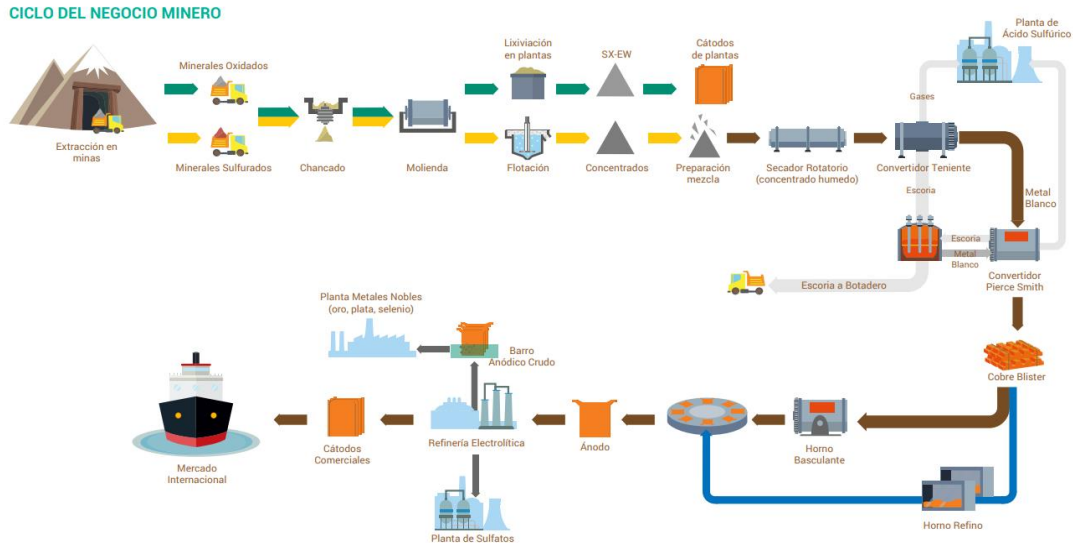 CICLO DEL NEGOCIO MINERO
Extracción en
minas
Minerales Oxidados
Minerales Sulfurados
Chancado
Molienda
Lixiviación
en plantas
SX-EW
Cátodos
de plantas
Flotación
Concentrados
Preparación
mezcla
Secador Rotatorio
(concentrado humedo)
Convertidor Teniente
Gases
Planta de
Ácido Sulfúrico
Escoria
Metal
Blanco
Escoria
Metal
Blanco
Convertidor
Pierce Smith
Escoria a Botadero
Cobre Blister
Horno Refino
Horno
Basculante
Ánodo
Refinería Electrolítica
Barro
Anódico Crudo
Planta Metales Nobles
(oro, plata, selenio)
Planta de Sulfatos
Cátodos
Comerciales
Mercado
Internacional